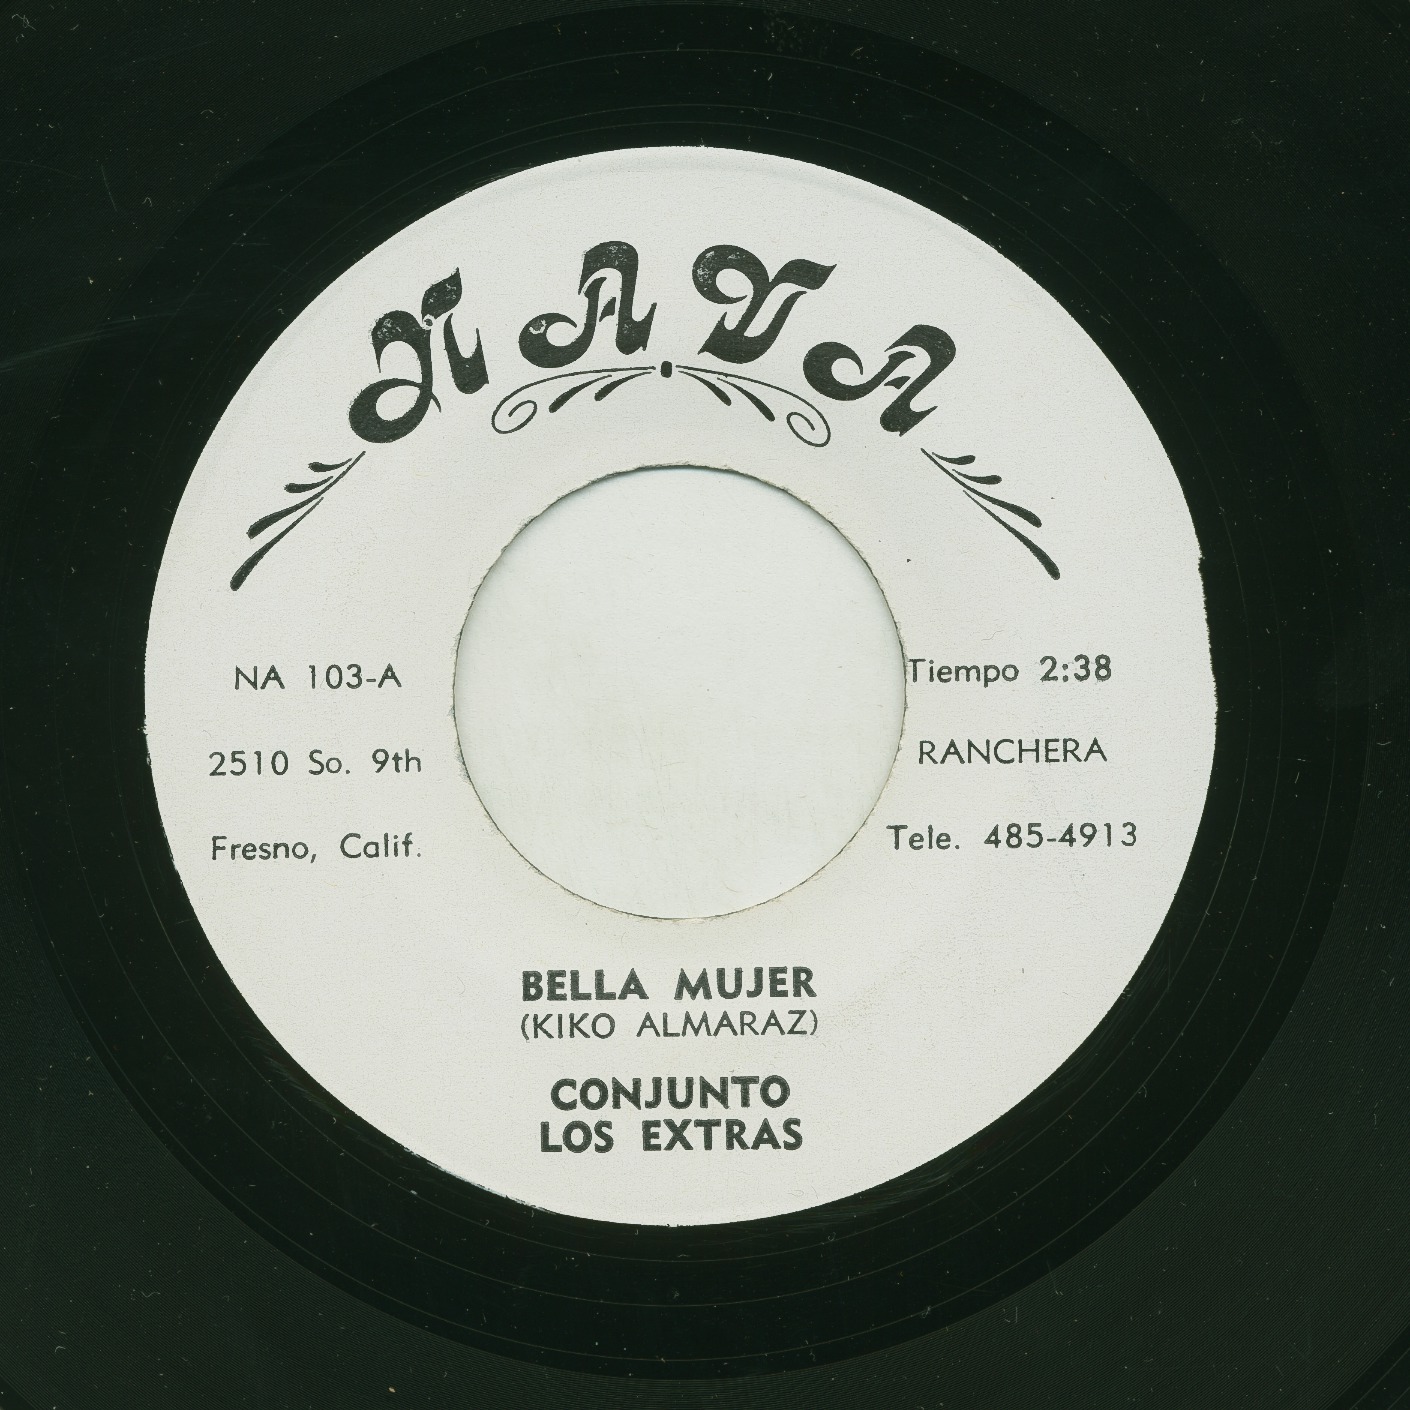 NAVA
NA 103-A
2510 So. 9th
Fresno, Calif.
Tiempo 2:38
RANCHERA
Tele. 485-4913
BELLA MUJER
(KIKO ALMARAZ)
CONJUNTO
LOS EXTRAS